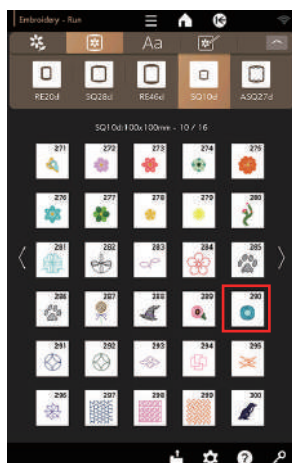 Embroidery - Run
Aa
RE20d SQ28d RE46d SQ10d ASQ27d
SQ10d:100x100mm - 10 / 16
271 272 273 274 275
276 277 278 279 280
281 282 283 284 285
286 287 288 289 290
291 292 293 294 295
296 297 298 299 300